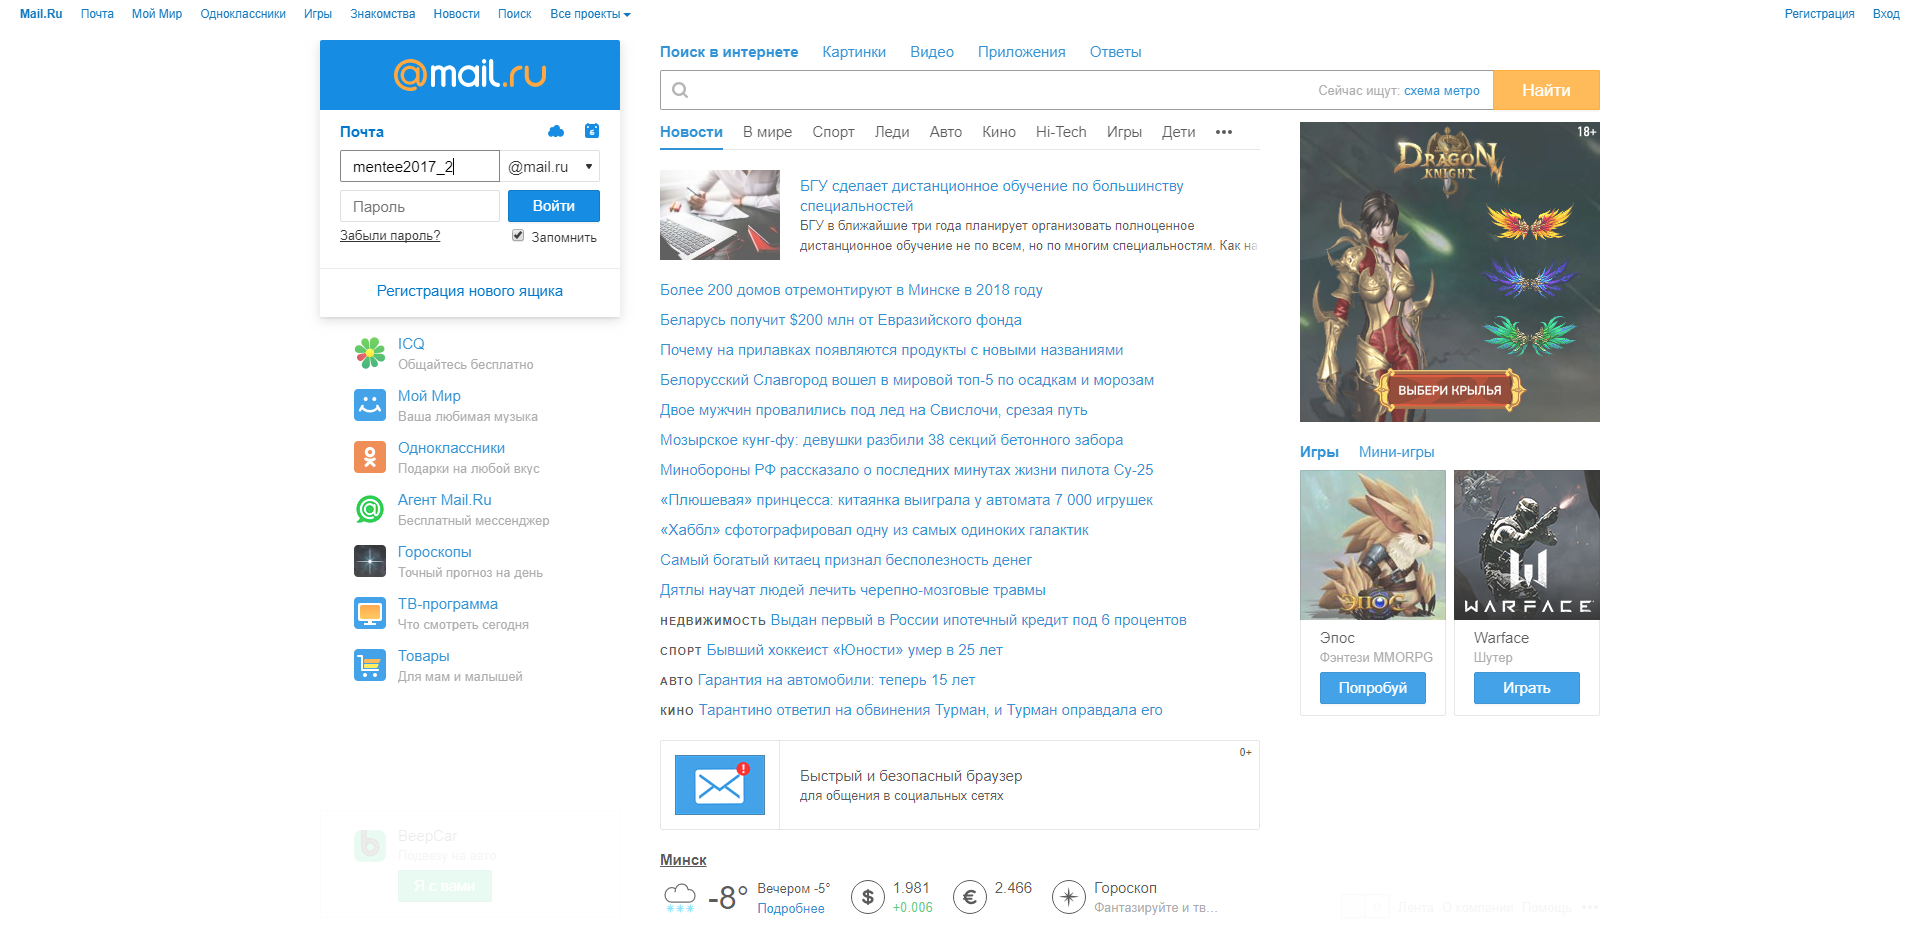 Mail.Ru Почта Мой Мир Одноклассники Игры Знакомства Новости Поиск Все проекты
Регистрация Вход
@mail.ru
Почта
6
mentee2017_2 @mail.ru
Пароль Войти
Забыли пароль? Запомнить
Регистрация нового ящика
ICQ
Общайтесь бесплатно
Мой Мир
Ваша любимая музыка
Одноклассники
Подарки на любой вкус
Агент Mail.Ru
Бесплатный мессенджер
Гороскопы
Точный прогноз на день
ТВ-программа
Что смотреть сегодня
Товары
Для мам и малышей
BeepCar
Подвезу на авто
Я с вами
Поиск в интернете Картинки Видео Приложения Ответы
Сейчас ищут: схема метро Найти
Новости В мире Спорт Леди Авто Кино Hi-Tech Игры Дети •••
БГУ сделает дистанционное обучение по большинству
специальностей
БГУ в ближайшие три года планирует организовать полноценное
дистанционное обучение не по всем, но по многим специальностям. Как на
Более 200 домов отремонтируют в Минске в 2018 году
Беларусь получит $200 млн от Евразийского фонда
Почему на прилавках появляются продукты с новыми названиями
Белорусский Славгород вошел в мировой топ-5 по осадкам и морозам
Двое мужчин провалились под лед на Свислочи, срезая путь
Мозырское кунг-фу: девушки разбили 38 секций бетонного забора
Минобороны РФ рассказало о последних минутах жизни пилота Су-25
«Плюшевая» принцесса: китаянка выиграла у автомата 7 000 игрушек
«Хаббл» сфотографировал одну из самых одиноких галактик
Самый богатый китаец признал бесполезность денег
Дятлы научат людей лечить черепно-мозговые травмы
НЕДВИЖИМОСТЬ Выдан первый в России ипотечный кредит под 6 процентов
СПОРТ Бывший хоккеист «Юности» умер в 25 лет
АВТО Гарантия на автомобили: теперь 15 лет
КИНО Тарантино ответил на обвинения Турман, и Турман оправдала его
0+
Быстрый и безопасный браузер
для общения в социальных сетях
Минск
-8° Вечером -5°
Подробнее
$ 1.981
+0.006
€ 2.466
Гороскоп
Фантазируйте и тв...
18+
DRAGON
KNIGHT
ВЫБЕРИ КРЫЛЬЯ
Игры Мини-игры
ЭПОС
WARFACE
Эпос
Фэнтези MMORPG
Попробуй
Warface
Шутер
Играть
Лента О компании Помощь •••